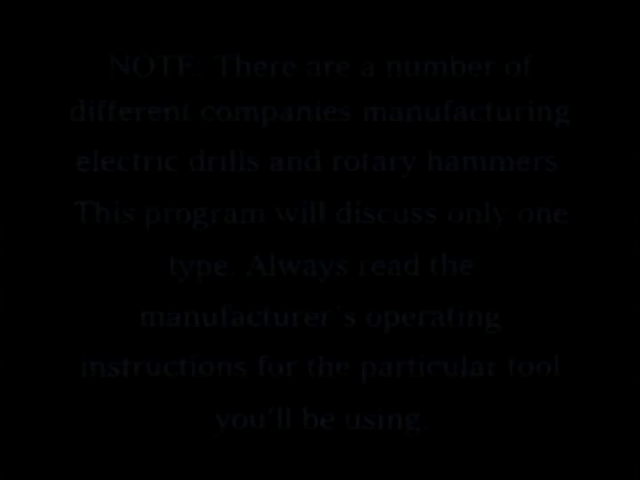 NOTE: There are a number of
different companies manufacturing
electric drills and rotary hammers
This program will discuss only one
type. Always read the
manufacturer's operating
instructions for the particular tool
you'll be using